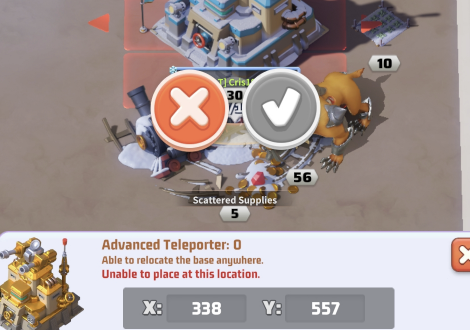 10
30
56
Scattered Supplies
5
Advanced Teleporter: 0
Able to relocate the base anywhere.
Unable to place at this location.
X: 338 Y: 557